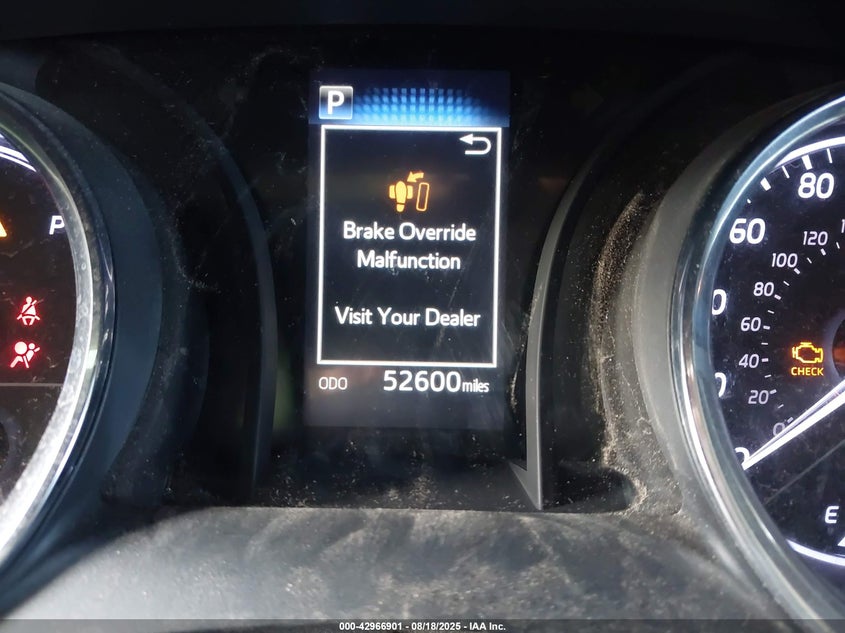 P
Brake Override
Malfunction
Visit Your Dealer
ODO 52600 miles
P
80
60
120
100
80
60
40
20
0
CHECK
E
000-42966901 - 08/18/2025 - IAA Inc.